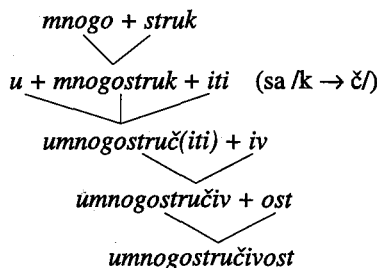 mnogo + struk
u + mnogostruk + iti (sa /k → č/)
umnogostruč(iti) + iv
umnogostručiv + ost
umnogostručivost